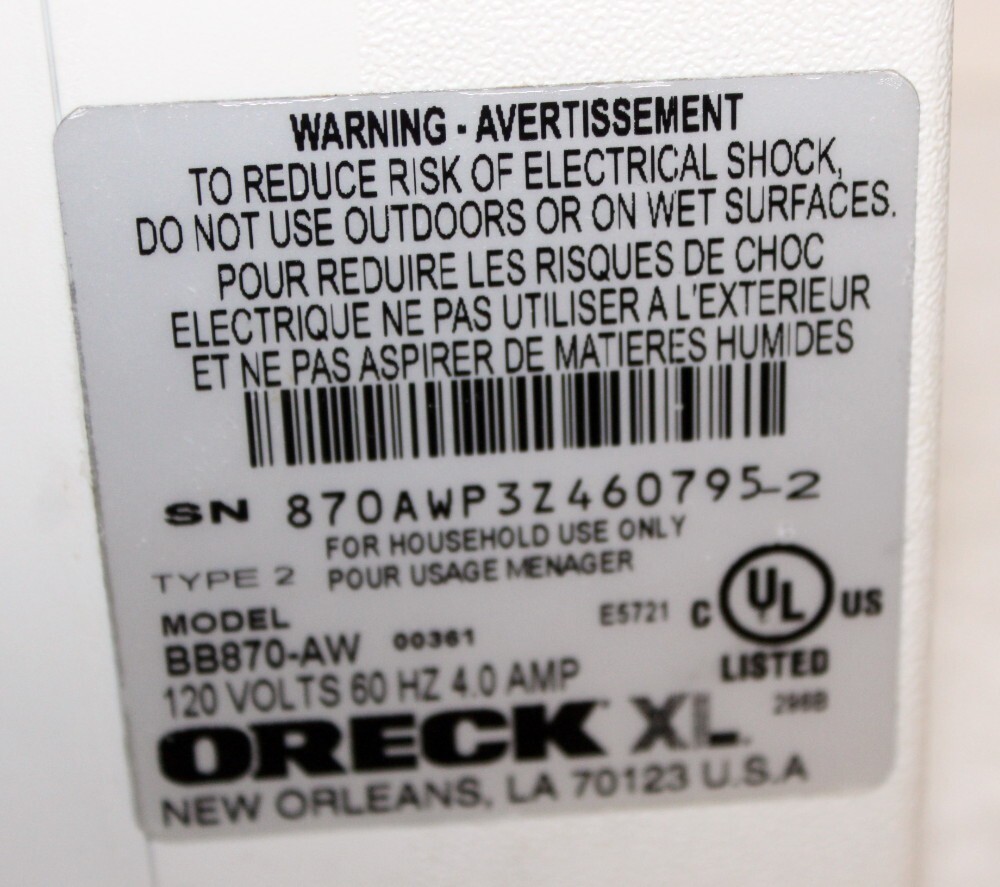 WARNING - AVERTISSEMENT
TO REDUCE RISK OF ELECTRICAL SHOCK,
DO NOT USE OUTDOORS OR ON WET SURFACES.
POUR REDUIRE LES RISQUES DE CHOC
ELECTRIQUE NE PAS UTILISER A L'EXTERIEUR
ET NE PAS ASPIRER DE MATIERES HUMIDES
SN 870AWP3Z460795-2
FOR HOUSEHOLD USE ONLY
TYPE 2 POUR USAGE MENAGER
MODEL
BB870-AW 00361
E5721 C UL US
LISTED
120 VOLTS 60 HZ 4.0 AMP
298B
ORECK XL
NEW ORLEANS, LA 70123 U.S.A